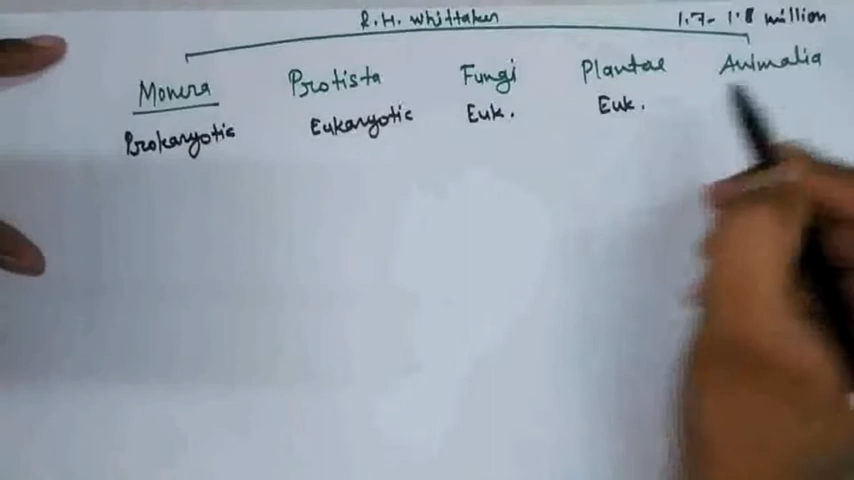 R.H. Whittaker 1.7-1.8 million
Monera Protista Fungi Plantae Animalia
Prokaryotic Eukaryotic Euk. Euk.